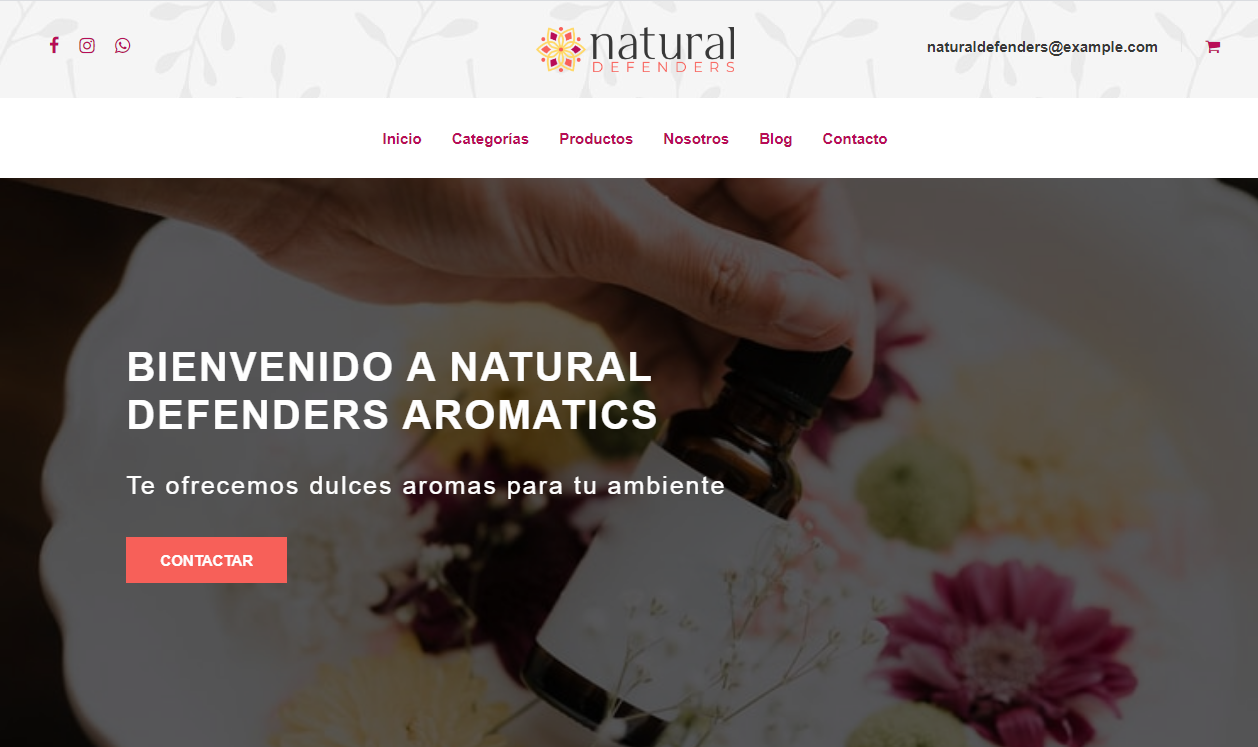 natural
DEFENDERS
naturaldefenders@example.com
Inicio Categorías Productos Nosotros Blog Contacto
BIENVENIDO A NATURAL
DEFENDERS AROMATICS
Te ofrecemos dulces aromas para tu ambiente
CONTACTAR